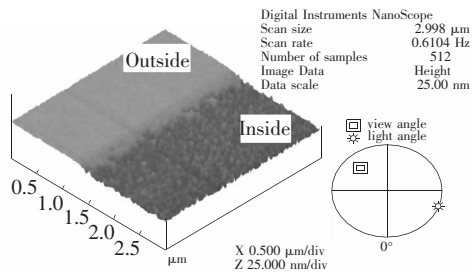 Digital Instruments NanoScope
Scan size 2.998 μm
Scan rate 0.6104 Hz
Number of samples 512
Image Data Height
Data scale 25.00 nm
Outside
Inside
view angle
light angle
0.5
1.0
1.5
2.0
2.5
μm
0°
X 0.500 μm/div
Z 25.000 nm/div